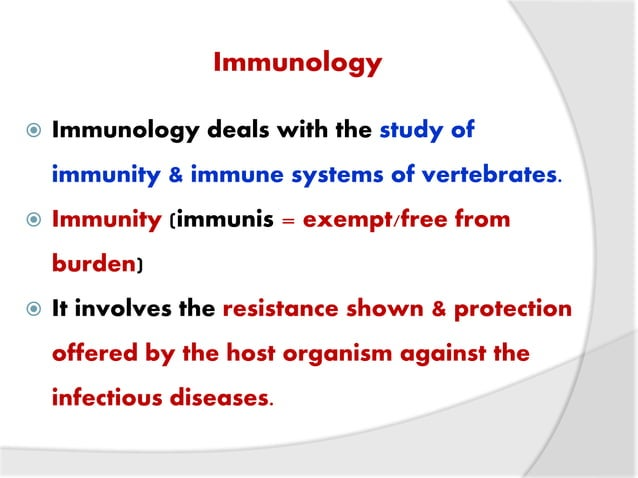 Immunology
Immunology deals with the study of
immunity & immune systems of vertebrates.
Immunity (immunis = exempt/free from
burden)
It involves the resistance shown & protection
offered by the host organism against the
infectious diseases.